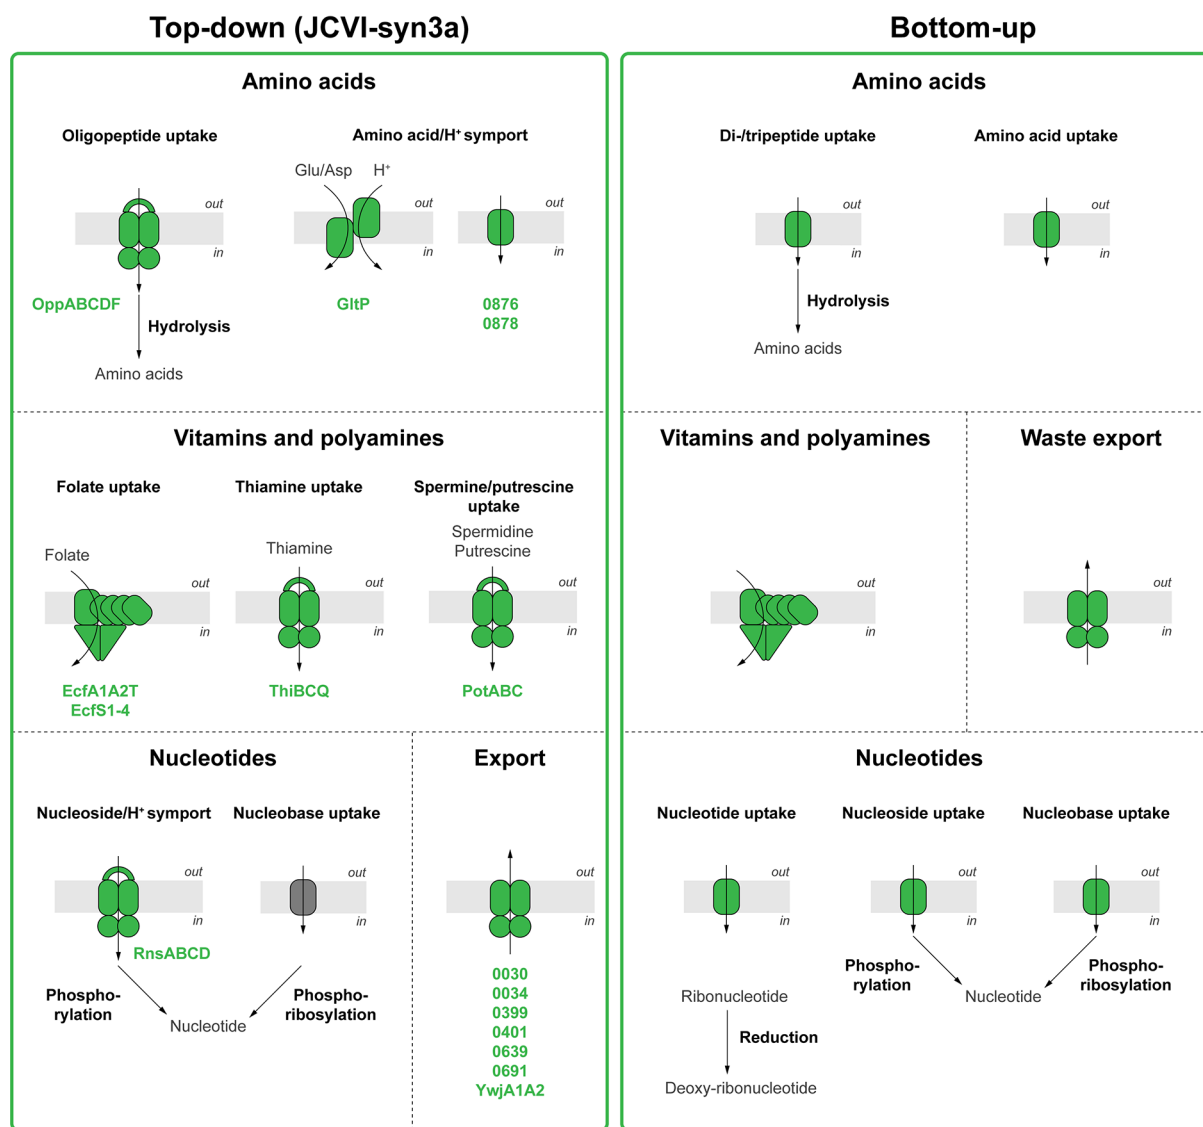 Top-down (JCVI-syn3a)
Amino acids
Oligopeptide uptake
Amino acid/H⁺ symport
Glu/Asp
H⁺
out
in
out
in
out
in
OppABCDF
GltP
0876
0878
Hydrolysis
Amino acids
Vitamins and polyamines
Folate uptake
Thiamine uptake
Spermine/putrescine
uptake
Folate
Thiamine
Spermidine
Putrescine
out
in
out
in
out
in
EcfA1A2T
EcfS1-4
ThiBCQ
PotABC
Nucleotides
Nucleoside/H⁺ symport
Nucleobase uptake
out
in
out
in
RnsABCD
Phospho-
rylation
Phospho-
ribosylation
Nucleotide
Export
out
in
0030
0034
0399
0401
0639
0691
YwjA1A2
Bottom-up
Amino acids
Di-/tripeptide uptake
Amino acid uptake
out
in
out
in
Hydrolysis
Amino acids
Vitamins and polyamines
out
in
Waste export
out
in
Nucleotides
Nucleotide uptake
Nucleoside uptake
Nucleobase uptake
out
in
out
in
out
in
Phospho-
rylation
Phospho-
ribosylation
Nucleotide
Ribonucleotide
Reduction
Deoxy-ribonucleotide